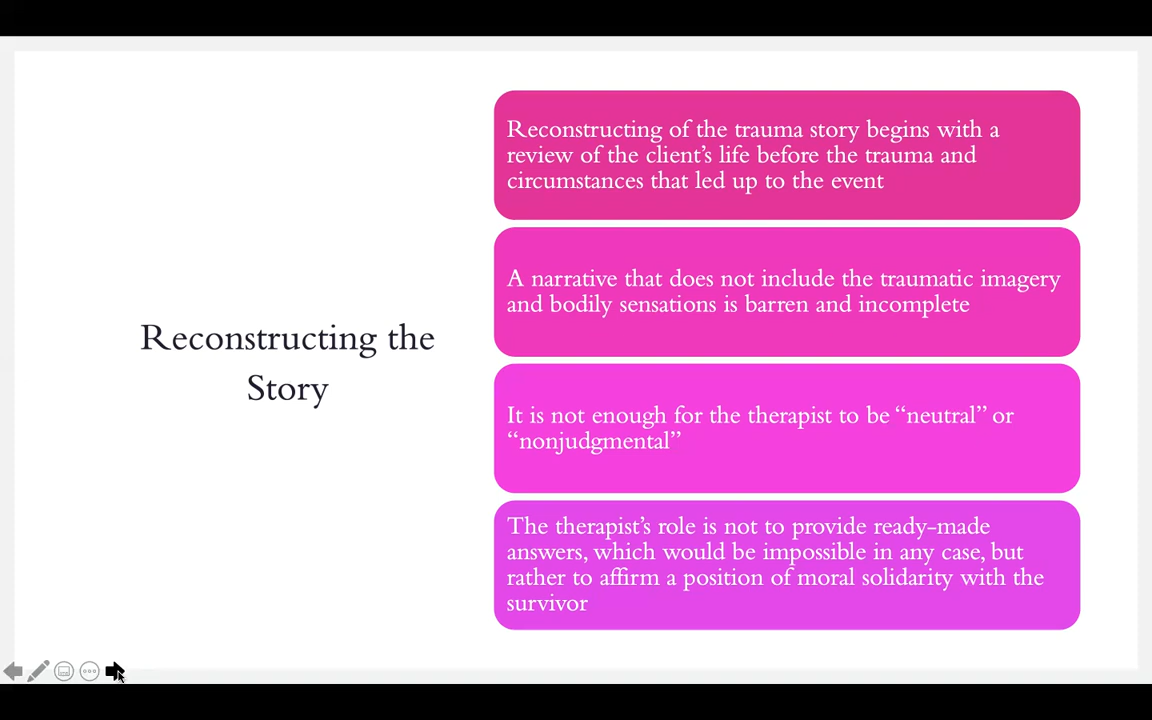 Reconstructing the
Story
Reconstructing of the trauma story begins with a
review of the client’s life before the trauma and
circumstances that led up to the event
A narrative that does not include the traumatic imagery
and bodily sensations is barren and incomplete
It is not enough for the therapist to be “neutral” or
“nonjudgmental”
The therapist’s role is not to provide ready-made
answers, which would be impossible in any case, but
rather to affirm a position of moral solidarity with the
survivor